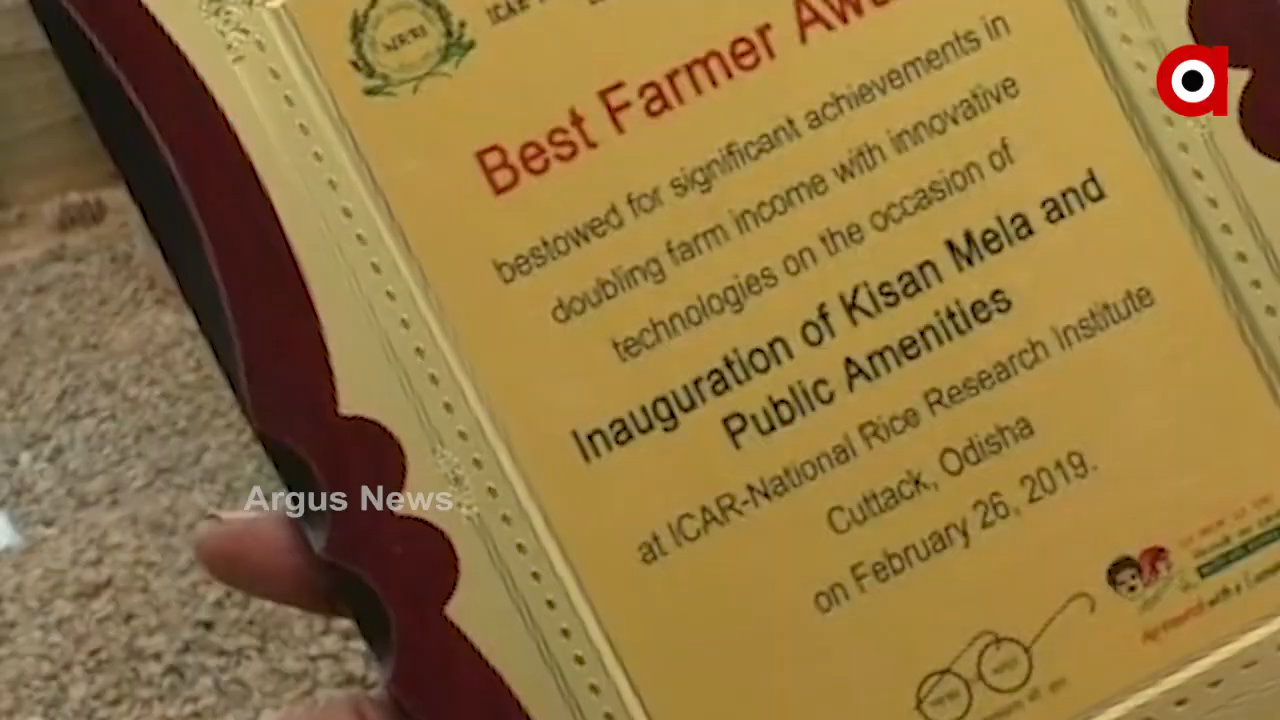 NRRI
ICAR
Best Farmer
bestowed for significant achievements in
doubling farm income with innovative
technologies on the occasion of
Inauguration of KIsan Mela and
Public Amenities
at ICAR-National Rice Research Institute
Cuttack, Odisha
on February 26, 2019.
Argus News